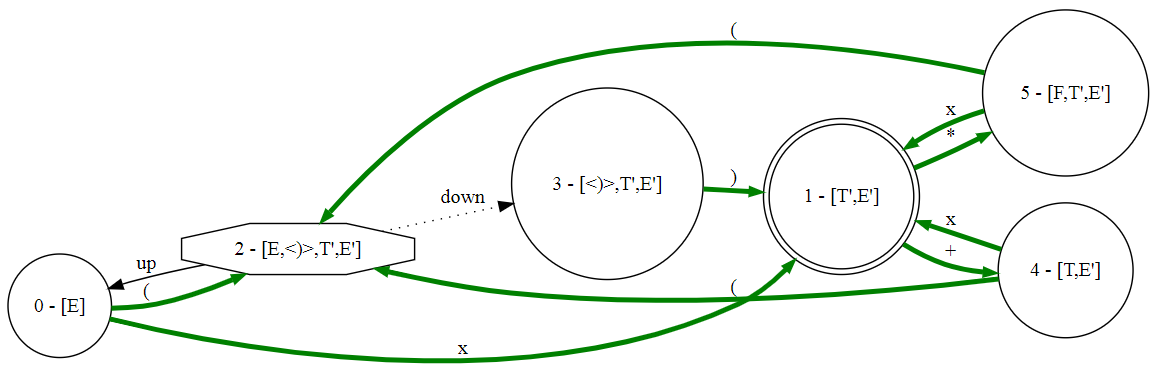 (
5 - [F,T',E']
x
*
down
3 - [<)>,T',E']
)
1 - [T',E']
x
+
4 - [T,E']
2 - [E,<)>,T',E']
up
(
0 - [E]
(
x